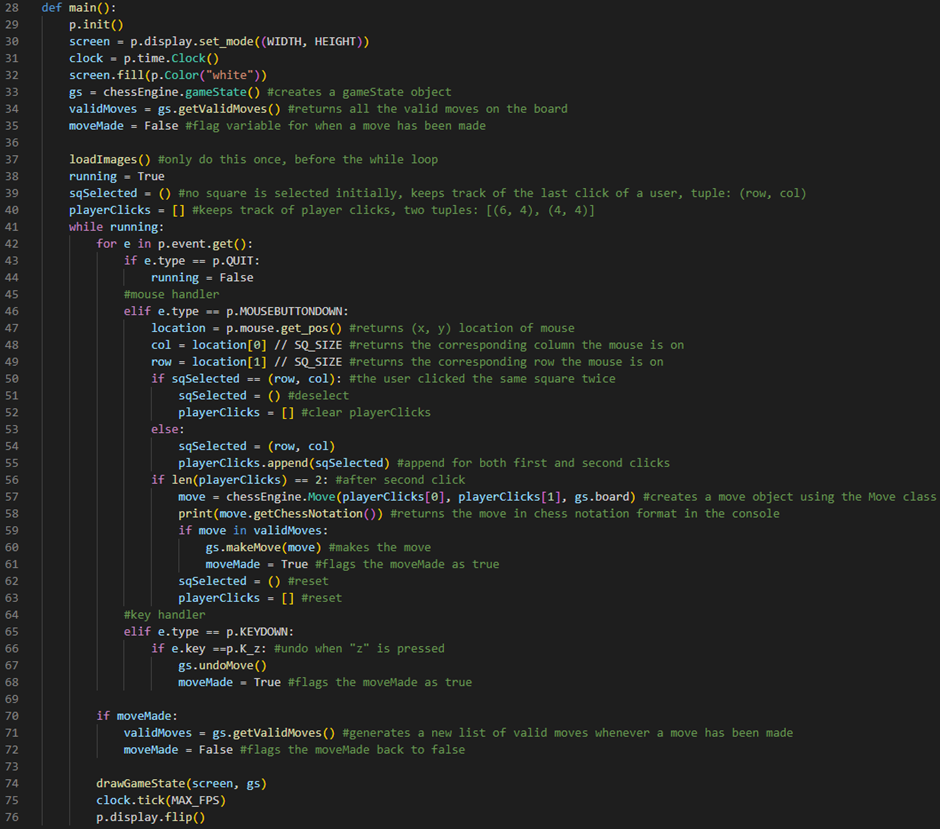 28 def main():
29     p.init()
30     screen = p.display.set_mode((WIDTH, HEIGHT))
31     clock = p.time.Clock()
32     screen.fill(p.Color("white"))
33     gs = chessEngine.gameState() #creates a gameState object
34     validMoves = gs.getValidMoves() #returns all the valid moves on the board
35     moveMade = False #flag variable for when a move has been made
36
37     loadImages() #only do this once, before the while loop
38     running = True
39     sqSelected = () #no square is selected initially, keeps track of the last click of a user, tuple: (row, col)
40     playerClicks = [] #keeps track of player clicks, two tuples: [(6, 4), (4, 4)]
41     while running:
42         for e in p.event.get():
43             if e.type == p.QUIT:
44                 running = False
45             #mouse handler
46             elif e.type == p.MOUSEBUTTONDOWN:
47                 location = p.mouse.get_pos() #returns (x, y) location of mouse
48                 col = location[0] // SQ_SIZE #returns the corresponding column the mouse is on
49                 row = location[1] // SQ_SIZE #returns the corresponding row the mouse is on
50                 if sqSelected == (row, col): #the user clicked the same square twice
51                     sqSelected = () #deselect
52                     playerClicks = [] #clear playerClicks
53                 else:
54                     sqSelected = (row, col)
55                     playerClicks.append(sqSelected) #append for both first and second clicks
56                 if len(playerClicks) == 2: #after second click
57                     move = chessEngine.Move(playerClicks[0], playerClicks[1], gs.board) #creates a move object using the Move class
58                     print(move.getChessNotation()) #returns the move in chess notation format in the console
59                     if move in validMoves:
60                         gs.makeMove(move) #makes the move
61                         moveMade = True #flags the moveMade as true
62                     sqSelected = () #reset
63                     playerClicks = [] #reset
64             #key handler
65             elif e.type == p.KEYDOWN:
66                 if e.key ==p.K_z: #undo when "z" is pressed
67                     gs.undoMove()
68                     moveMade = True #flags the moveMade as true
69
70         if moveMade:
71             validMoves = gs.getValidMoves() #generates a new list of valid moves whenever a move has been made
72             moveMade = False #flags the moveMade back to false
73
74         drawGameState(screen, gs)
75         clock.tick(MAX_FPS)
76         p.display.flip()